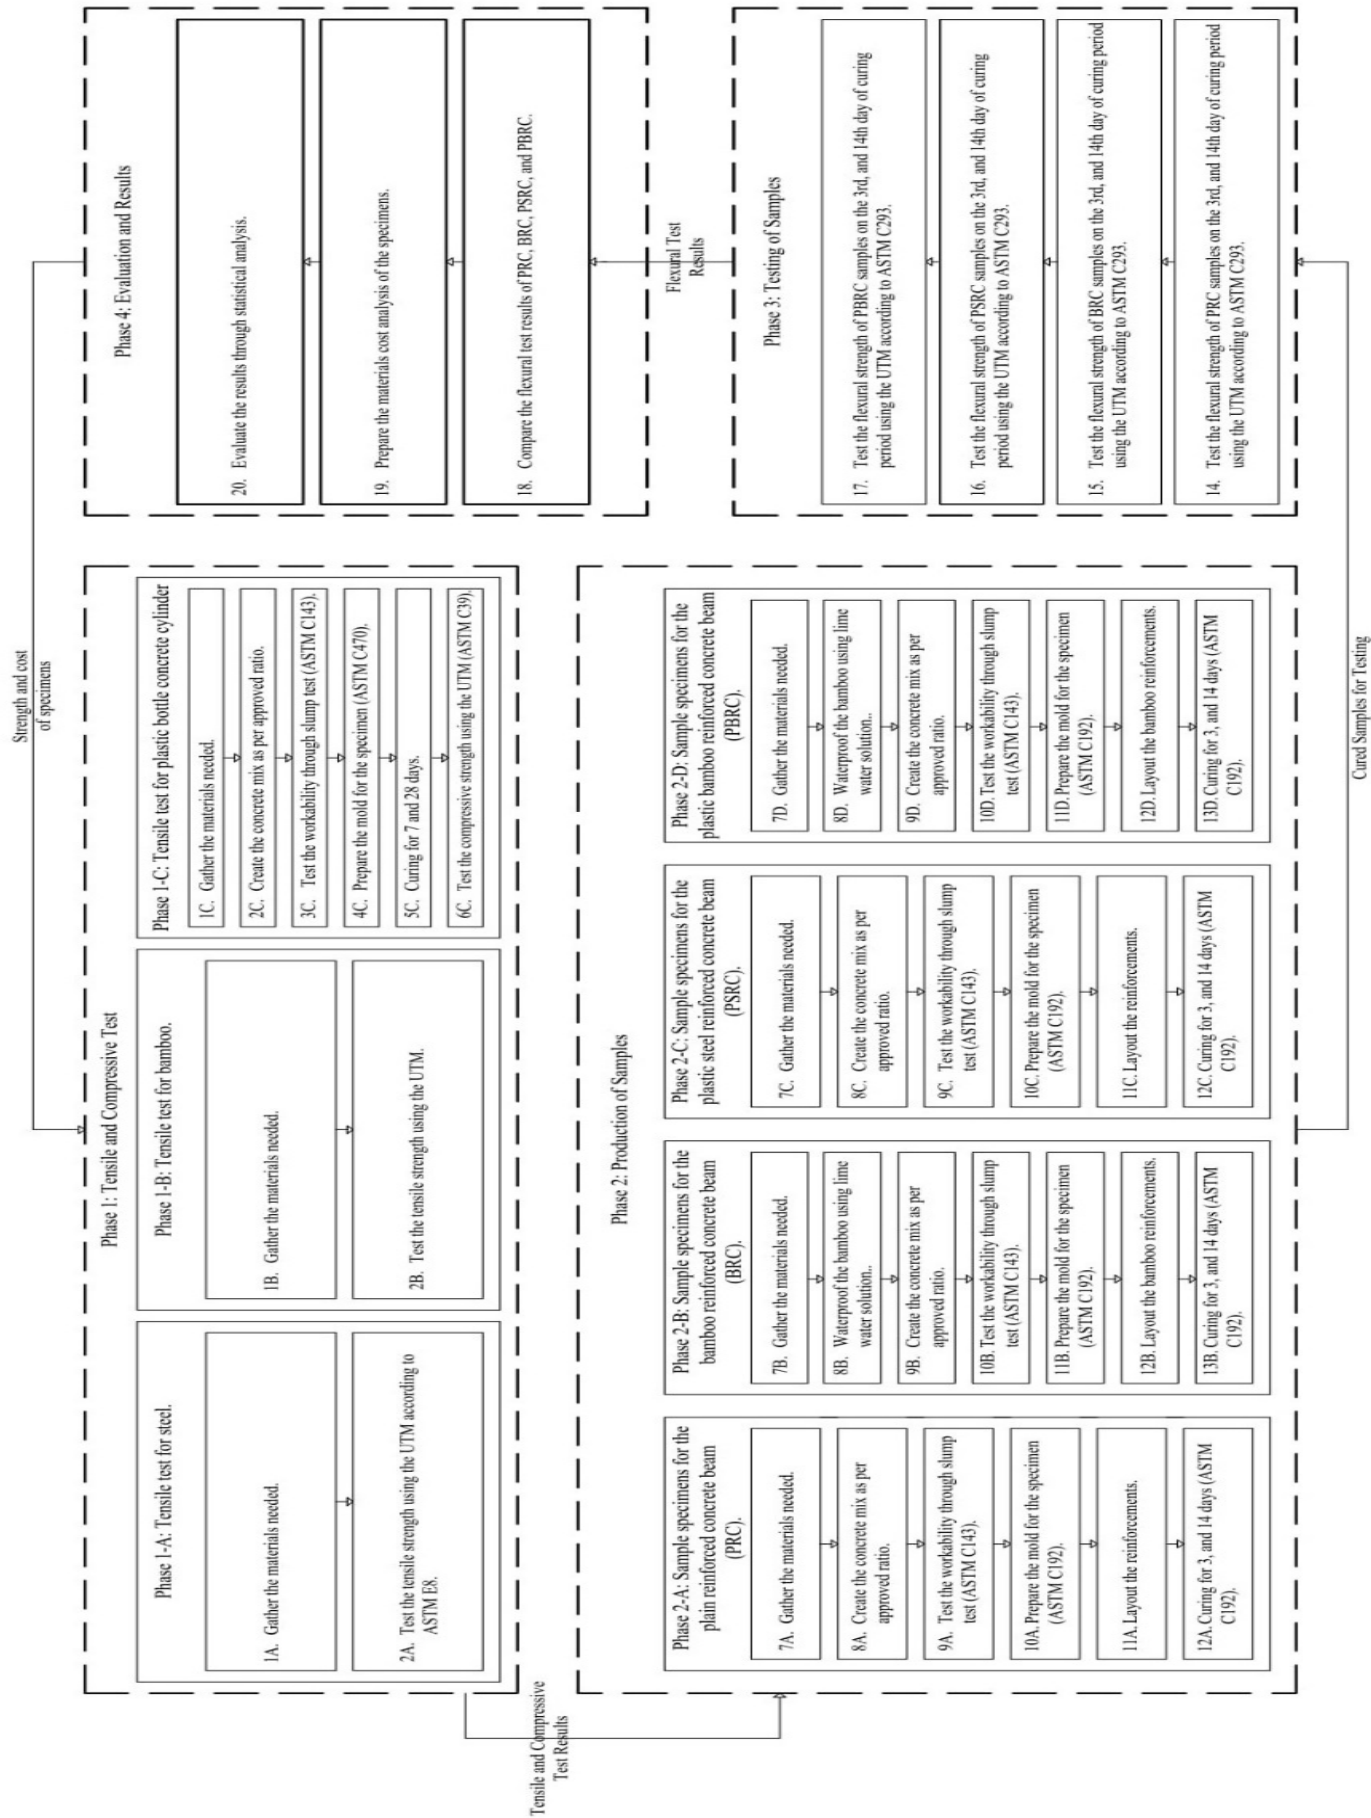 Strength and cost
of specimens
Phase 1: Tensile and Compressive Test
Phase 1-A: Tensile test for steel.
1A. Gather the materials needed.
2A. Test the tensile strength using the UTM according to
ASTM E8.
Phase 1-B: Tensile test for bamboo.
1B. Gather the materials needed.
2B. Test the tensile strength using the UTM.
Phase 1-C: Tensile test for plastic bottle concrete cylinder
1C. Gather the materials needed.
2C. Create the concrete mix as per approved ratio.
3C. Test the workability through slump test (ASTM C143).
4C. Prepare the mold for the specimen (ASTM C470).
5C. Curing for 7 and 28 days.
6C. Test the compressive strength using the UTM (ASTM C39).
Tensile and Compressive
Test Results
Phase 2: Production of Samples
Phase 2-A: Sample specimens for the
plain reinforced concrete beam
(PRC).
7A. Gather the materials needed.
8A. Create the concrete mix as per
approved ratio.
9A. Test the workability through slump
test (ASTM C143).
10A. Prepare the mold for the specimen
(ASTM C192).
11A. Layout the reinforcements.
12A. Curing for 3, and 14 days (ASTM
C192).
Phase 2-B: Sample specimens for the
bamboo reinforced concrete beam
(BRC).
7B. Gather the materials needed.
8B. Waterproof the bamboo using lime
water solution..
9B. Create the concrete mix as per
approved ratio.
10B. Test the workability through slump
test (ASTM C143).
11B. Prepare the mold for the specimen
(ASTM C192).
12B. Layout the bamboo reinforcements.
13B. Curing for 3, and 14 days (ASTM
C192).
Phase 2-C: Sample specimens for the
plastic steel reinforced concrete beam
(PSRC).
7C. Gather the materials needed.
8C. Create the concrete mix as per
approved ratio.
9C. Test the workability through slump
test (ASTM C143).
10C. Prepare the mold for the specimen
(ASTM C192).
11C. Layout the reinforcements.
12C. Curing for 3, and 14 days (ASTM
C192).
Phase 2-D: Sample specimens for the
plastic bamboo reinforced concrete beam
(PBRC).
7D. Gather the materials needed.
8D. Waterproof the bamboo using lime
water solution..
9D. Create the concrete mix as per
approved ratio.
10D. Test the workability through slump
test (ASTM C143).
11D. Prepare the mold for the specimen
(ASTM C192).
12D. Layout the bamboo reinforcements.
13D. Curing for 3, and 14 days (ASTM
C192).
Cured Samples for Testing
Phase 4: Evaluation and Results
20. Evaluate the results through statistical analysis.
19. Prepare the materials cost analysis of the specimens.
18. Compare the flexural test results of PRC, BRC, PSRC, and PBRC.
Flexural Test
Results
Phase 3: Testing of Samples
17. Test the flexural strength of PBRC samples on the 3rd, and 14th day of curing
period using the UTM according to ASTM C293.
16. Test the flexural strength of PSRC samples on the 3rd, and 14th day of curing
period using the UTM according to ASTM C293.
15. Test the flexural strength of BRC samples on the 3rd, and 14th day of curing period
using the UTM according to ASTM C293.
14. Test the flexural strength of PRC samples on the 3rd, and 14th day of curing period
using the UTM according to ASTM C293.